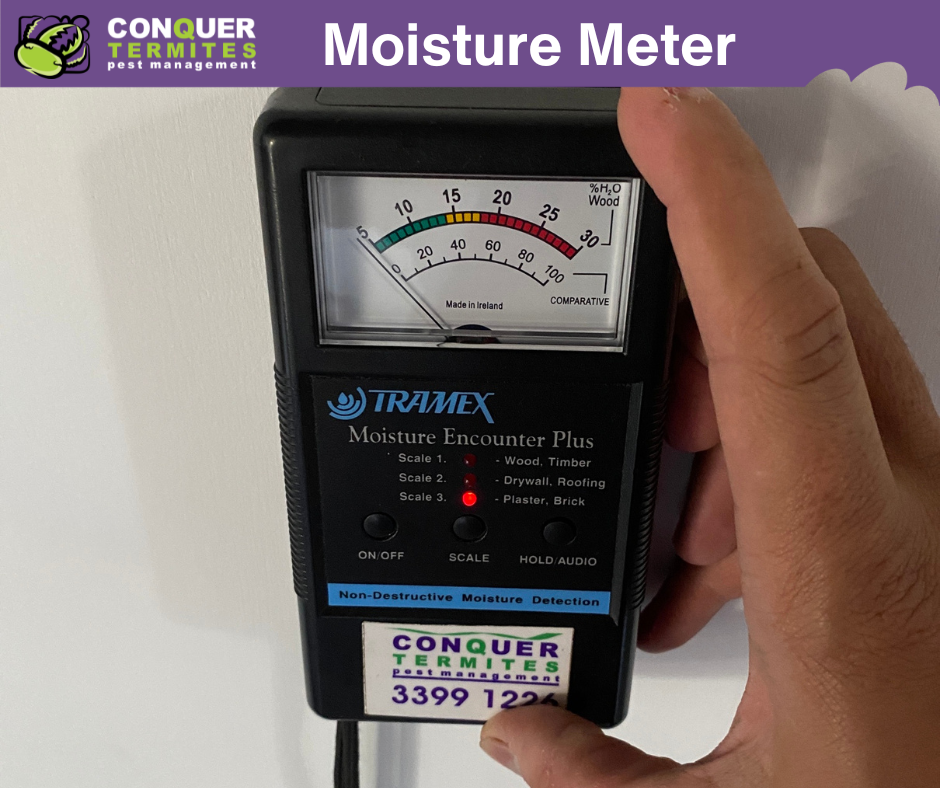 CONQUER
TERMITES
pest management
Moisture Meter
%H₂O
Wood
5 10 15 20 25 30
0 20 40 60 80 100
Made in Ireland
COMPARATIVE
TRAMEX
Moisture Encounter Plus
Scale 1. - Wood, Timber
Scale 2. - Drywall, Roofing
Scale 3. - Plaster, Brick
ON/OFF SCALE HOLD/AUDIO
Non-Destructive Moisture Detection
CONQUER
TERMITES
pest management
3399 1226